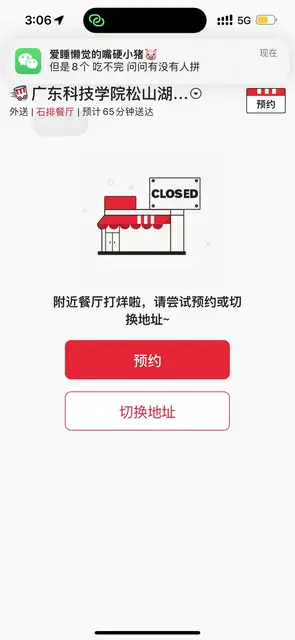 3:06
5G
爱睡懒觉的嘴硬小猪🐷
现在
但是8个 吃不完 问问有没有人拼
广东科技学院松山湖...
预约
外送 | 石排餐厅 | 预计65分钟送达
CLOSED
附近餐厅打烊啦，请尝试预约或切
换地址~
预约
切换地址